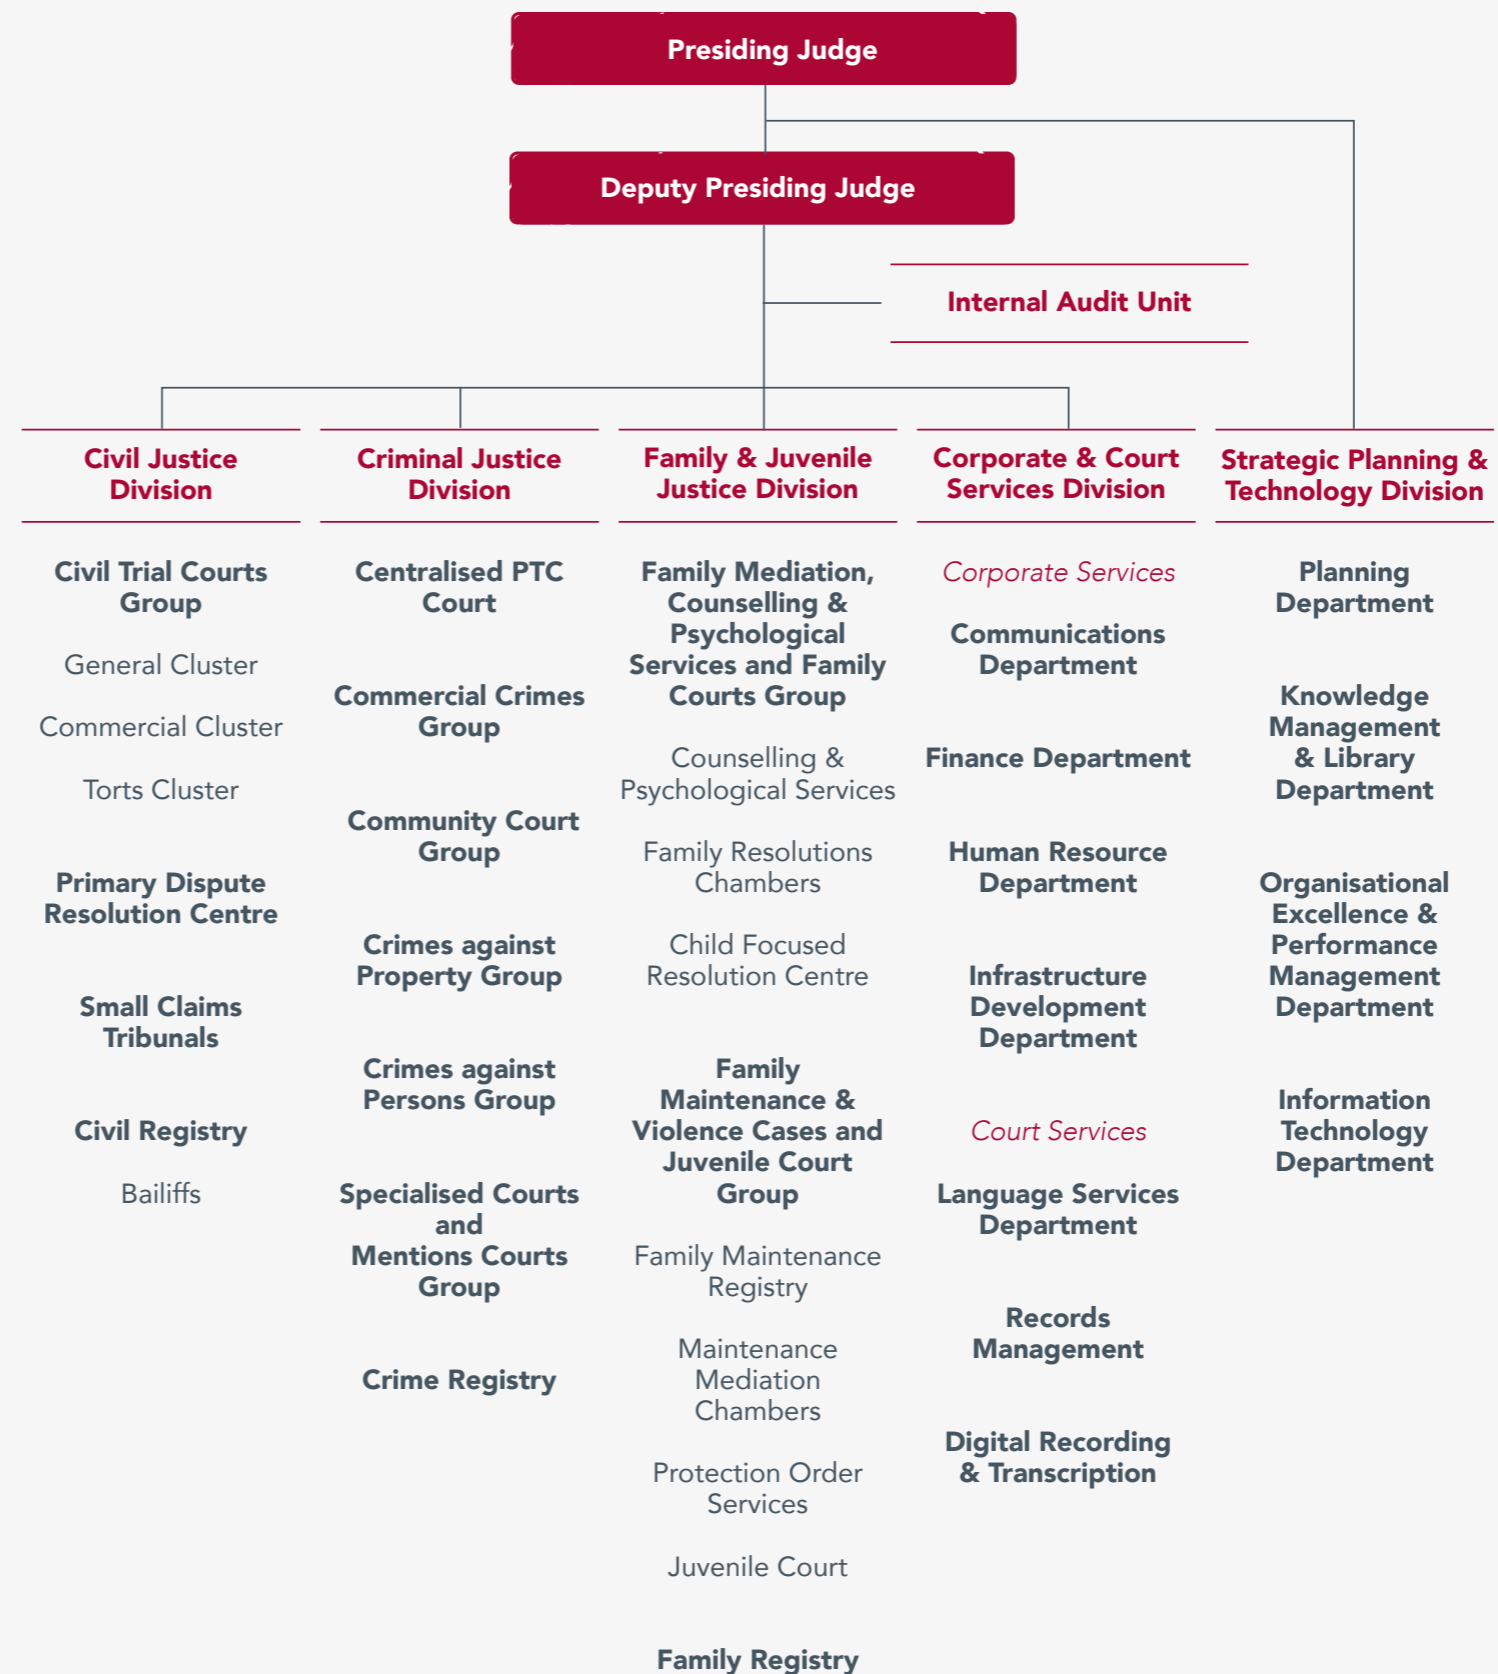 Presiding Judge
Deputy Presiding Judge
Internal Audit Unit
Civil Justice
Division
Civil Trial Courts
Group
General Cluster
Commercial Cluster
Torts Cluster
Primary Dispute
Resolution Centre
Small Claims
Tribunals
Civil Registry
Bailiffs
Criminal Justice
Division
Centralised PTC
Court
Commercial Crimes
Group
Community Court
Group
Crimes against
Property Group
Crimes against
Persons Group
Specialised Courts
and
Mentions Courts
Group
Crime Registry
Family & Juvenile
Justice Division
Family Mediation,
Counselling &
Psychological
Services and Family
Courts Group
Counselling &
Psychological Services
Family Resolutions
Chambers
Child Focused
Resolution Centre
Family
Maintenance &
Violence Cases and
Juvenile Court
Group
Family Maintenance
Registry
Maintenance
Mediation
Chambers
Protection Order
Services
Juvenile Court
Family Registry
Corporate & Court
Services Division
Corporate Services
Communications
Department
Finance Department
Human Resource
Department
Infrastructure
Development
Department
Court Services
Language Services
Department
Records
Management
Digital Recording
& Transcription
Strategic Planning &
Technology Division
Planning
Department
Knowledge
Management
& Library
Department
Organisational
Excellence &
Performance
Management
Department
Information
Technology
Department